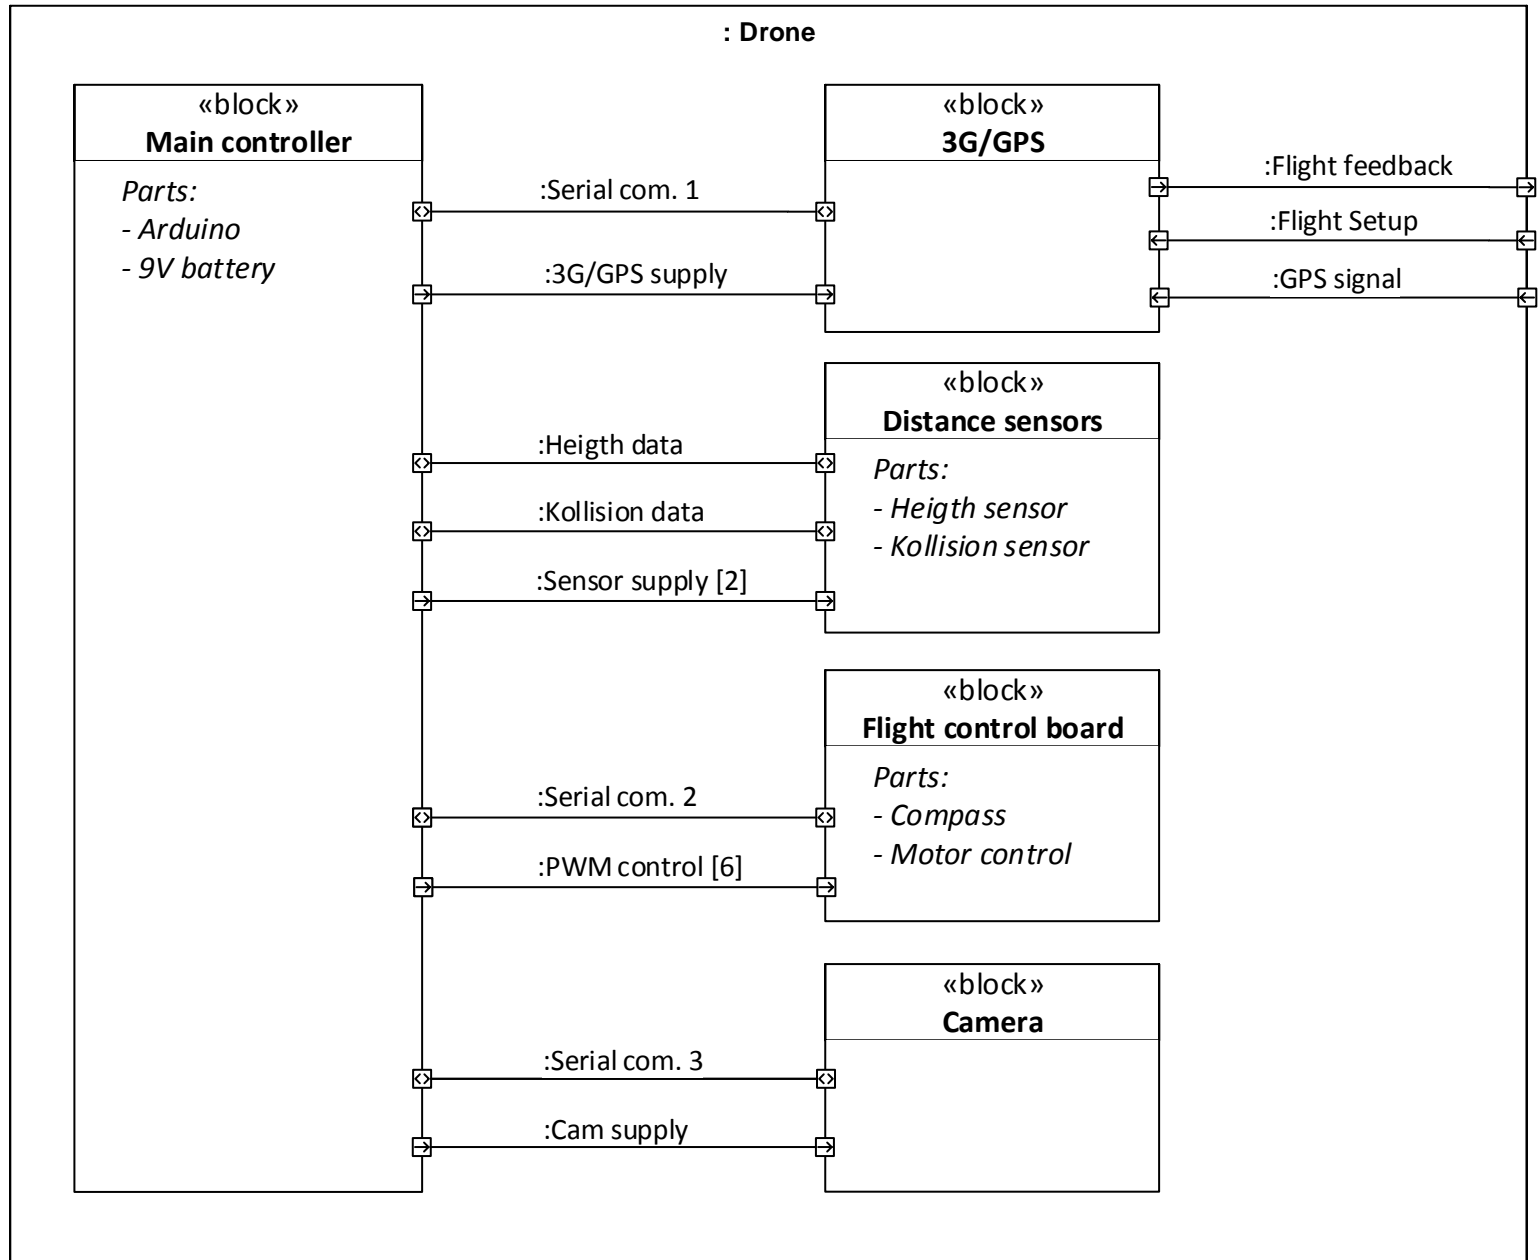 : Drone
«block»
Main controller
Parts:
- Arduino
- 9V battery
:Serial com. 1
:3G/GPS supply
«block»
3G/GPS
:Flight feedback
:Flight Setup
:GPS signal
:Heigth data
:Kollision data
:Sensor supply [2]
«block»
Distance sensors
Parts:
- Heigth sensor
- Kollision sensor
:Serial com. 2
:PWM control [6]
«block»
Flight control board
Parts:
- Compass
- Motor control
:Serial com. 3
:Cam supply
«block»
Camera